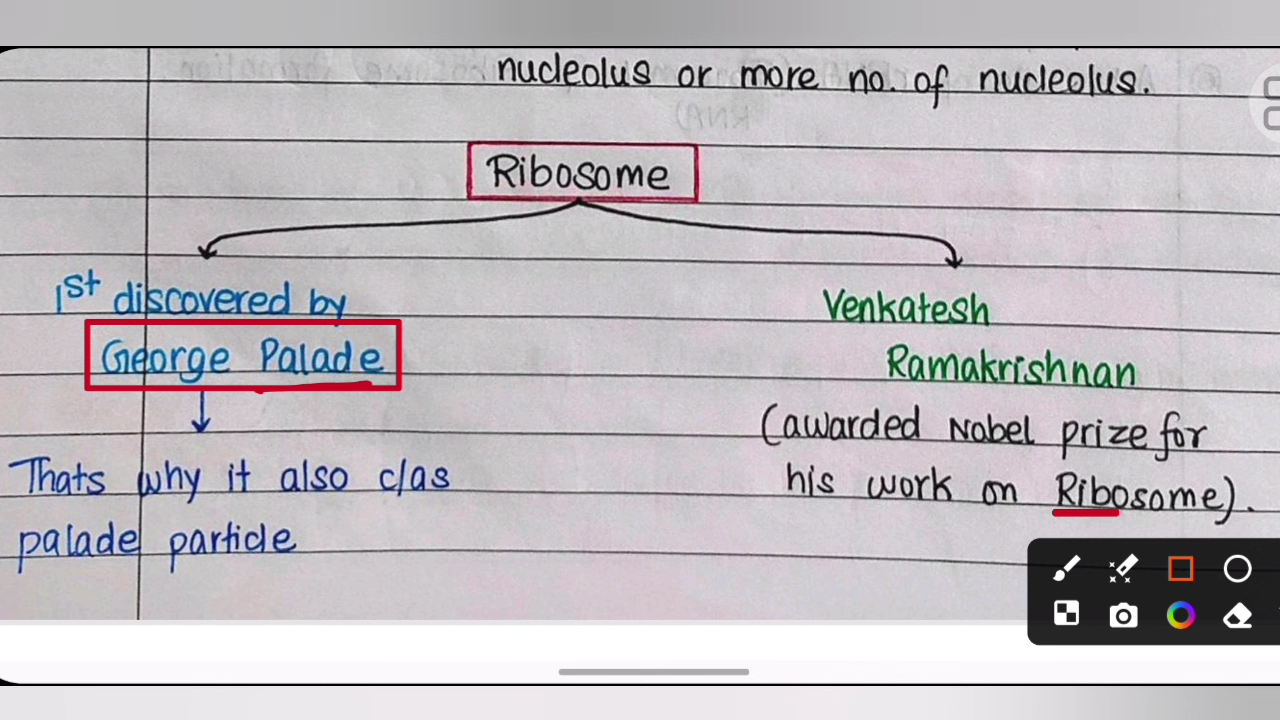 nucleolus or more no. of nucleolus.
Ribosome
1st discovered by
George Palade
Thats why it also c/as
palade particle
Venkatesh
Ramakrishnan
(awarded Nobel prize for
his work on Ribosome).